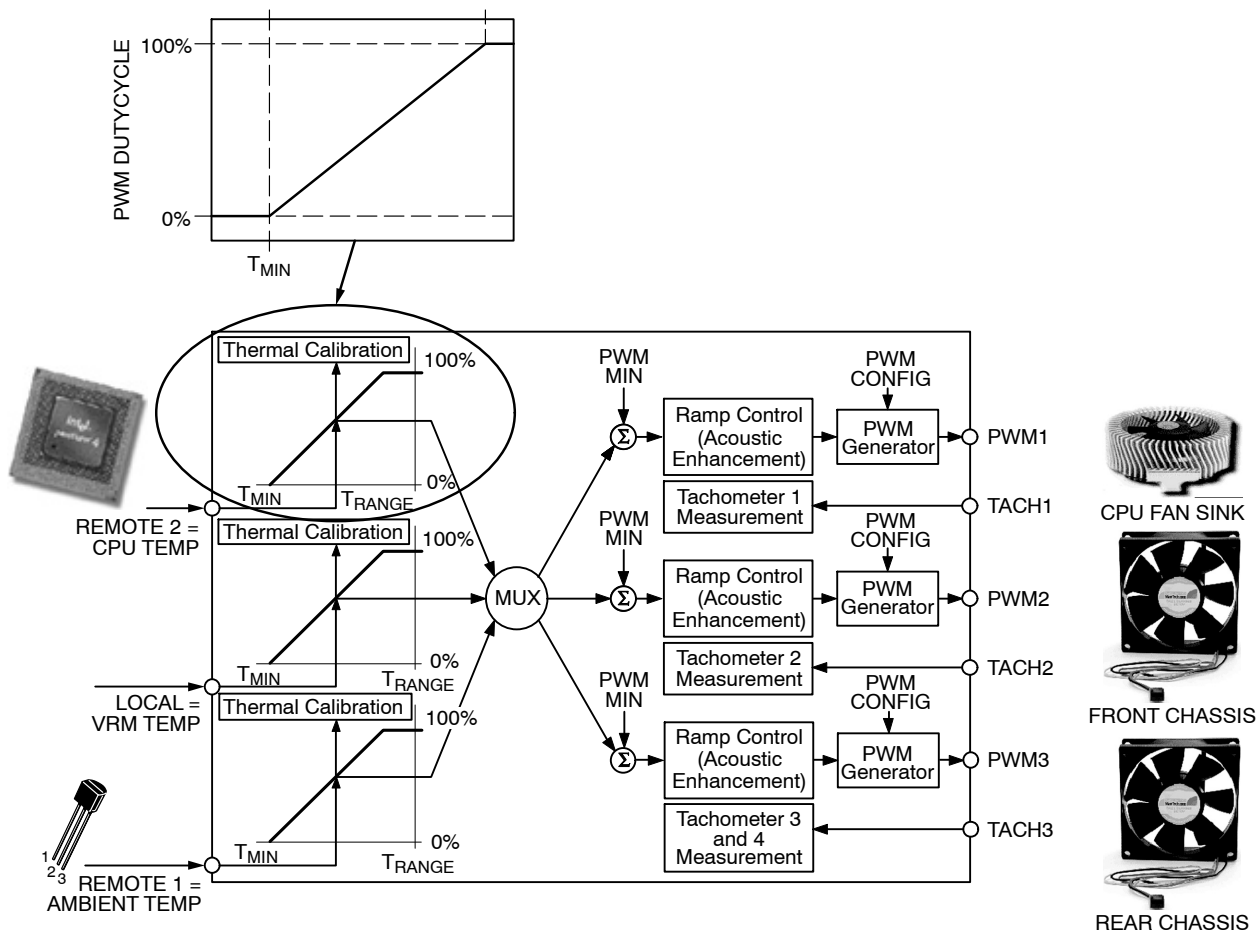 PWM DUTYCYCLE
100%
0%
TMIN
Thermal Calibration
100%
0%
TMIN
TRANGE
REMOTE 2 =
CPU TEMP
Thermal Calibration
100%
0%
TMIN
TRANGE
LOCAL =
VRM TEMP
Thermal Calibration
100%
0%
TMIN
TRANGE
1
2
3
REMOTE 1 =
AMBIENT TEMP
MUX
PWM
MIN
Σ
Ramp Control
(Acoustic
Enhancement)
PWM
CONFIG
PWM
Generator
PWM1
Tachometer 1
Measurement
TACH1
PWM
MIN
Σ
Ramp Control
(Acoustic
Enhancement)
PWM
CONFIG
PWM
Generator
PWM2
Tachometer 2
Measurement
TACH2
PWM
MIN
Σ
Ramp Control
(Acoustic
Enhancement)
PWM
CONFIG
PWM
Generator
PWM3
Tachometer 3
and 4
Measurement
TACH3
intel
pentium 4
CPU FAN SINK
FRONT CHASSIS
REAR CHASSIS